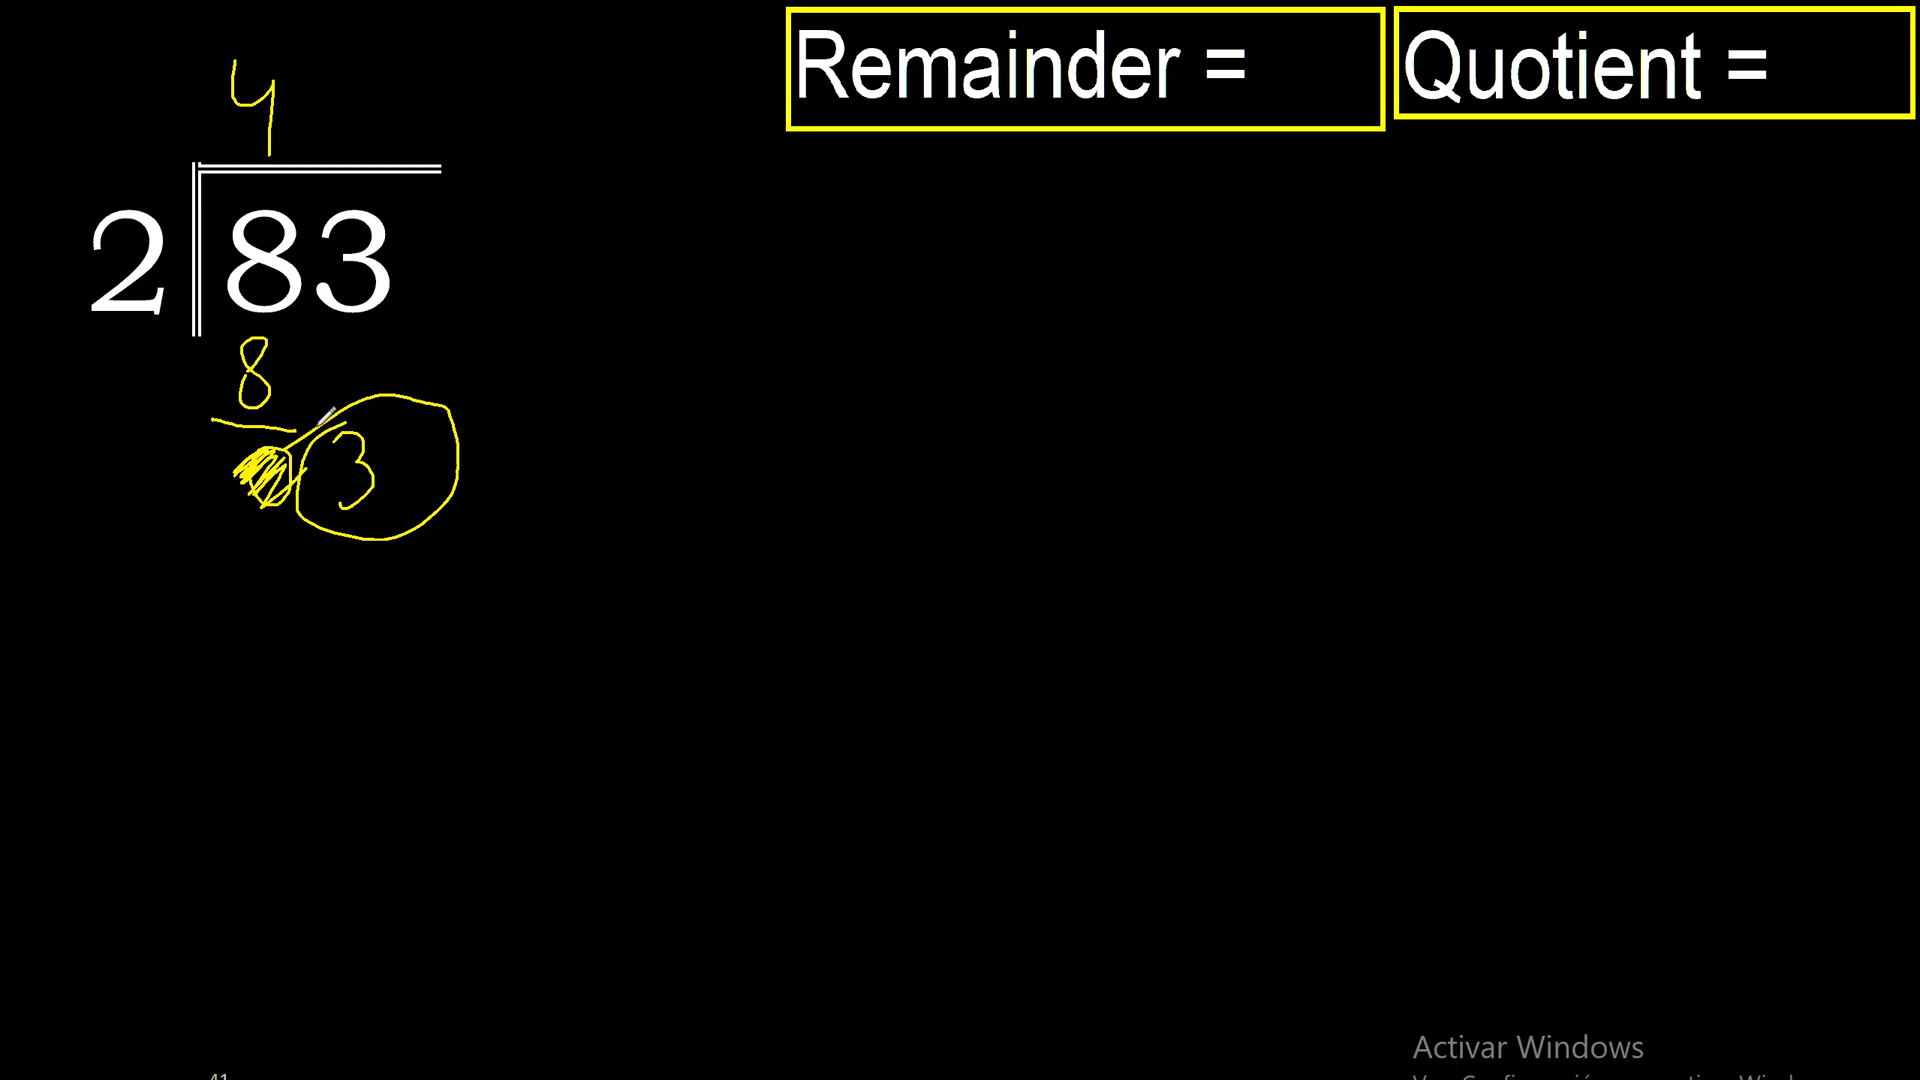 Remainder = Quotient =
4
2 83
8
3
Activar Windows